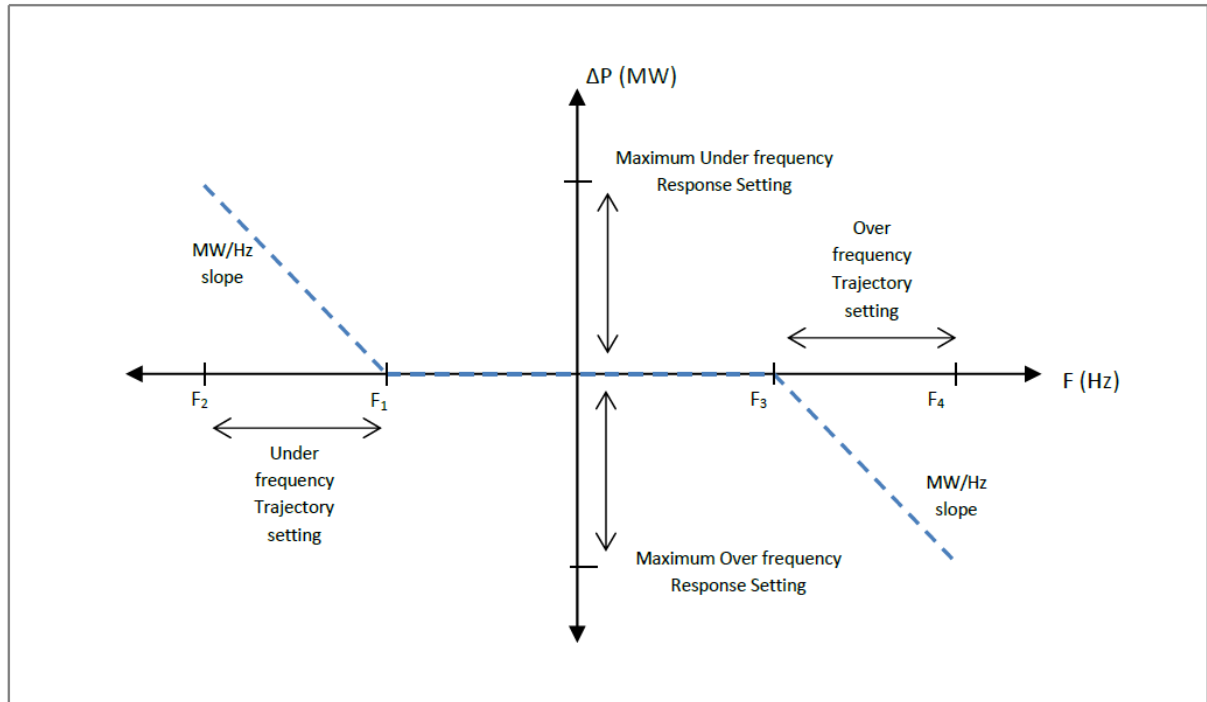 ΔP (MW)
Maximum Under frequency
Response Setting
MW/Hz
slope
Over
frequency
Trajectory
setting
F₂
F₁
F₃
F₄
F (Hz)
Under
frequency
Trajectory
setting
MW/Hz
slope
Maximum Over frequency
Response Setting